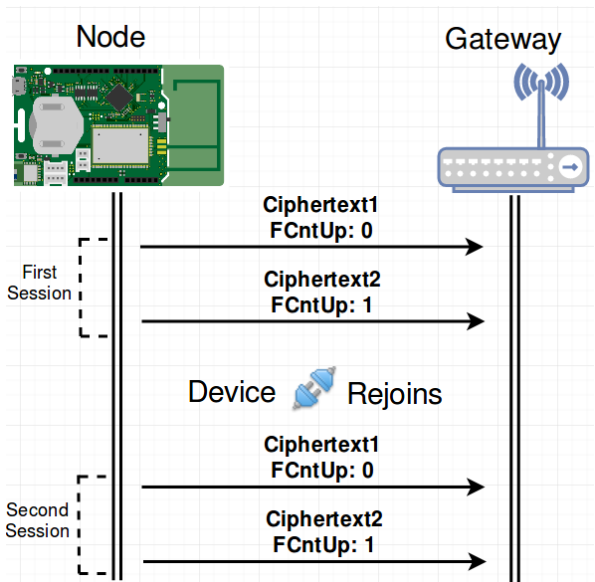 Node
Gateway
Ciphertext1
FCntUp: 0
First
Session
Ciphertext2
FCntUp: 1
Device Rejoins
Ciphertext1
FCntUp: 0
Second
Session
Ciphertext2
FCntUp: 1